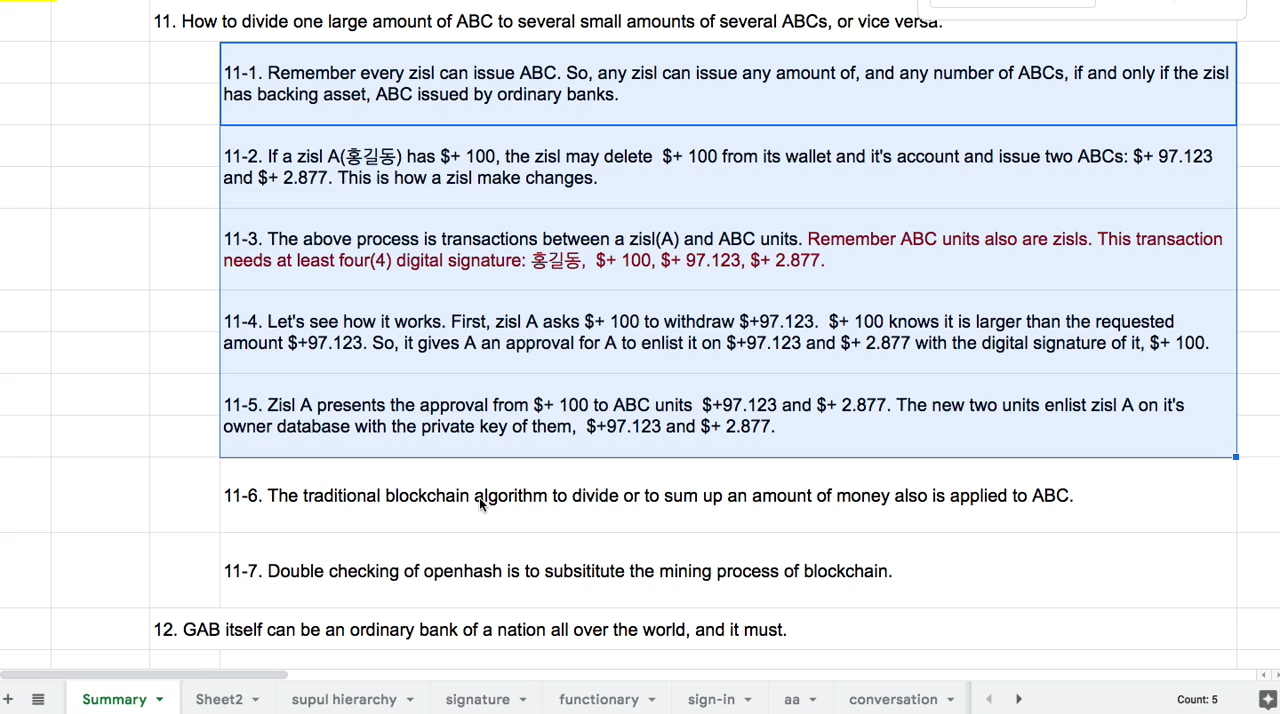 11. How to divide one large amount of ABC to several small amounts of several ABCs, or vice versa.
11-1. Remember every zisl can issue ABC. So, any zisl can issue any amount of, and any number of ABCs, if and only if the zisl
has backing asset, ABC issued by ordinary banks.
11-2. If a zisl A(홍길동) has $+ 100, the zisl may delete $+ 100 from its wallet and it's account and issue two ABCs: $+ 97.123
and $+ 2.877. This is how a zisl make changes.
11-3. The above process is transactions between a zisl(A) and ABC units. Remember ABC units also are zisls. This transaction
needs at least four(4) digital signature: 홍길동, $+ 100, $+ 97.123, $+ 2.877.
11-4. Let's see how it works. First, zisl A asks $+ 100 to withdraw $+97.123. $+ 100 knows it is larger than the requested
amount $+97.123. So, it gives A an approval for A to enlist it on $+97.123 and $+ 2.877 with the digital signature of it, $+ 100.
11-5. Zisl A presents the approval from $+ 100 to ABC units $+97.123 and $+ 2.877. The new two units enlist zisl A on it's
owner database with the private key of them, $+97.123 and $+ 2.877.
11-6. The traditional blockchain algorithm to divide or to sum up an amount of money also is applied to ABC.
11-7. Double checking of openhash is to subsititute the mining process of blockchain.
12. GAB itself can be an ordinary bank of a nation all over the world, and it must.
Summary Sheet2 supul hierarchy signature functionary sign-in aa conversation Count: 5